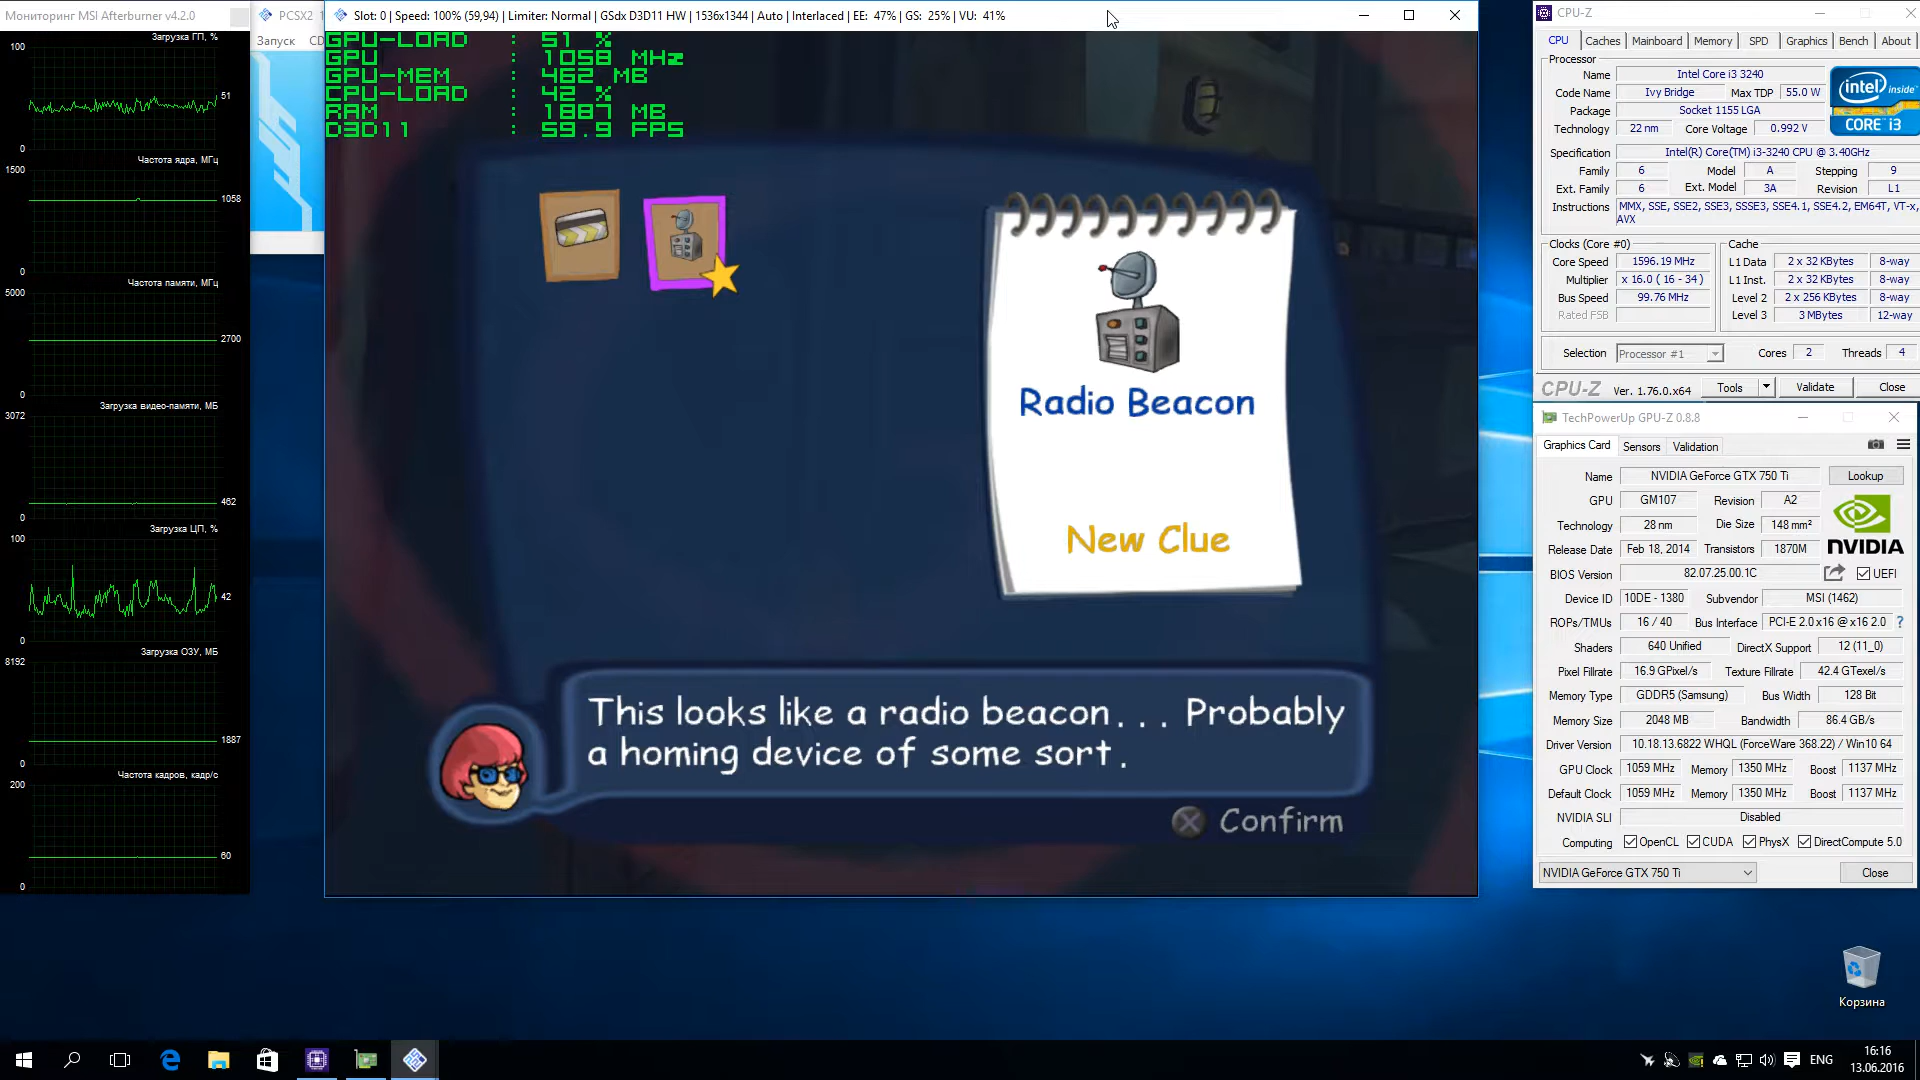 Мониторинг MSI Afterburner v4.2.0
Загрузка ГП, %
100
51
0
Частота ядра, МГц
1500
1058
0
Частота памяти, МГц
5000
2700
0
Загрузка видео-памяти, МБ
3072
462
0
Загрузка ЦП, %
100
42
0
Загрузка ОЗУ, МБ
8192
1887
0
Частота кадров, кадр/с
200
60
0
PCSX2
Запуск
Slot: 0 | Speed: 100% (59,94) | Limiter: Normal | GSdx D3D11 HW | 1536x1344 | Auto | Interlaced | EE: 47% | GS: 25% | VU: 41%
GPU-LOAD : 51 %
GPU : 1058 MHz
GPU-MEM : 462 MB
CPU-LOAD : 42 %
RAM : 1887 MB
D3D11 : 59.9 FPS
Radio Beacon
New Clue
This looks like a radio beacon... Probably
a homing device of some sort.
Confirm
CPU-Z
CPU Caches Mainboard Memory SPD Graphics Bench About
Processor
Name Intel Core i3 3240
Code Name Ivy Bridge Max TDP 55.0 W
Package Socket 1155 LGA
Technology 22 nm Core Voltage 0.992 V
intel inside™
CORE i3
Specification Intel(R) Core(TM) i3-3240 CPU @ 3.40GHz
Family 6 Model A Stepping 9
Ext. Family 6 Ext. Model 3A Revision L1
Instructions MMX, SSE, SSE2, SSE3, SSSE3, SSE4.1, SSE4.2, EM64T, VT-x,
AVX
Clocks (Core #0)
Core Speed 1596.19 MHz
Multiplier x 16.0 ( 16 - 34 )
Bus Speed 99.76 MHz
Rated FSB
Cache
L1 Data 2 x 32 KBytes 8-way
L1 Inst. 2 x 32 KBytes 8-way
Level 2 2 x 256 KBytes 8-way
Level 3 3 MBytes 12-way
Selection Processor #1 Cores 2 Threads 4
CPU-Z Ver. 1.76.0.x64 Tools Validate Close
TechPowerUp GPU-Z 0.8.8
Graphics Card Sensors Validation
Name NVIDIA GeForce GTX 750 Ti Lookup
GPU GM107 Revision A2
Technology 28 nm Die Size 148 mm²
Release Date Feb 18, 2014 Transistors 1870M
NVIDIA
BIOS Version 82.07.25.00.1C UEFI
Device ID 10DE - 1380 Subvendor MSI (1462)
ROPs/TMUs 16 / 40 Bus Interface PCI-E 2.0 x16 @ x16 2.0 ?
Shaders 640 Unified DirectX Support 12 (11_0)
Pixel Fillrate 16.9 GPixel/s Texture Fillrate 42.4 GTexel/s
Memory Type GDDR5 (Samsung) Bus Width 128 Bit
Memory Size 2048 MB Bandwidth 86.4 GB/s
Driver Version 10.18.13.6822 WHQL (ForceWare 368.22) / Win10 64
GPU Clock 1059 MHz Memory 1350 MHz Boost 1137 MHz
Default Clock 1059 MHz Memory 1350 MHz Boost 1137 MHz
NVIDIA SLI Disabled
Computing OpenCL CUDA PhysX DirectCompute 5.0
NVIDIA GeForce GTX 750 Ti Close
Корзина
ENG
16:16
13.06.2016